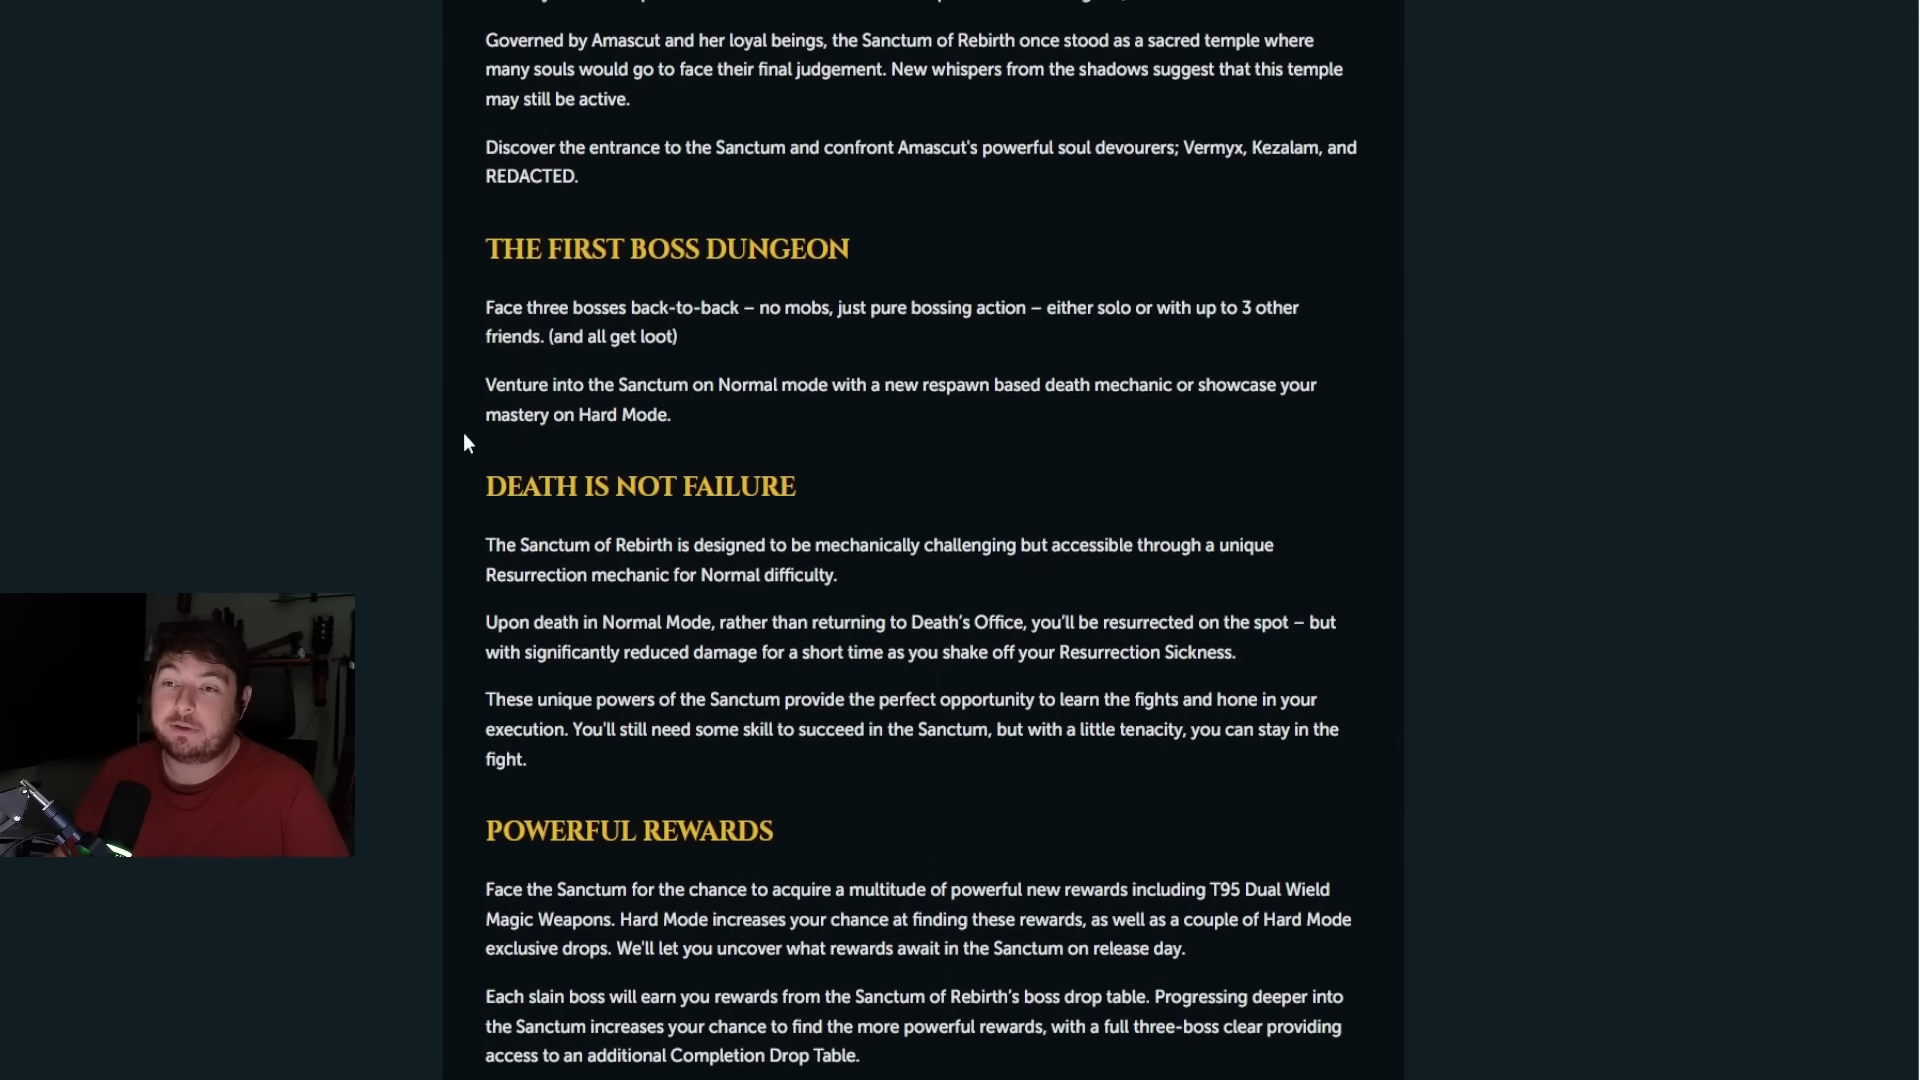 Governed by Amascut and her loyal beings, the Sanctum of Rebirth once stood as a sacred temple where
many souls would go to face their final judgement. New whispers from the shadows suggest that this temple
may still be active.
Discover the entrance to the Sanctum and confront Amascut's powerful soul devourers; Vermyx, Kezalam, and
REDACTED.
THE FIRST BOSS DUNGEON
Face three bosses back-to-back – no mobs, just pure bossing action – either solo or with up to 3 other
friends. (and all get loot)
Venture into the Sanctum on Normal mode with a new respawn based death mechanic or showcase your
mastery on Hard Mode.
DEATH IS NOT FAILURE
The Sanctum of Rebirth is designed to be mechanically challenging but accessible through a unique
Resurrection mechanic for Normal difficulty.
Upon death in Normal Mode, rather than returning to Death’s Office, you’ll be resurrected on the spot – but
with significantly reduced damage for a short time as you shake off your Resurrection Sickness.
These unique powers of the Sanctum provide the perfect opportunity to learn the fights and hone in your
execution. You'll still need some skill to succeed in the Sanctum, but with a little tenacity, you can stay in the
fight.
POWERFUL REWARDS
Face the Sanctum for the chance to acquire a multitude of powerful new rewards including T95 Dual Wield
Magic Weapons. Hard Mode increases your chance at finding these rewards, as well as a couple of Hard Mode
exclusive drops. We'll let you uncover what rewards await in the Sanctum on release day.
Each slain boss will earn you rewards from the Sanctum of Rebirth’s boss drop table. Progressing deeper into
the Sanctum increases your chance to find the more powerful rewards, with a full three-boss clear providing
access to an additional Completion Drop Table.